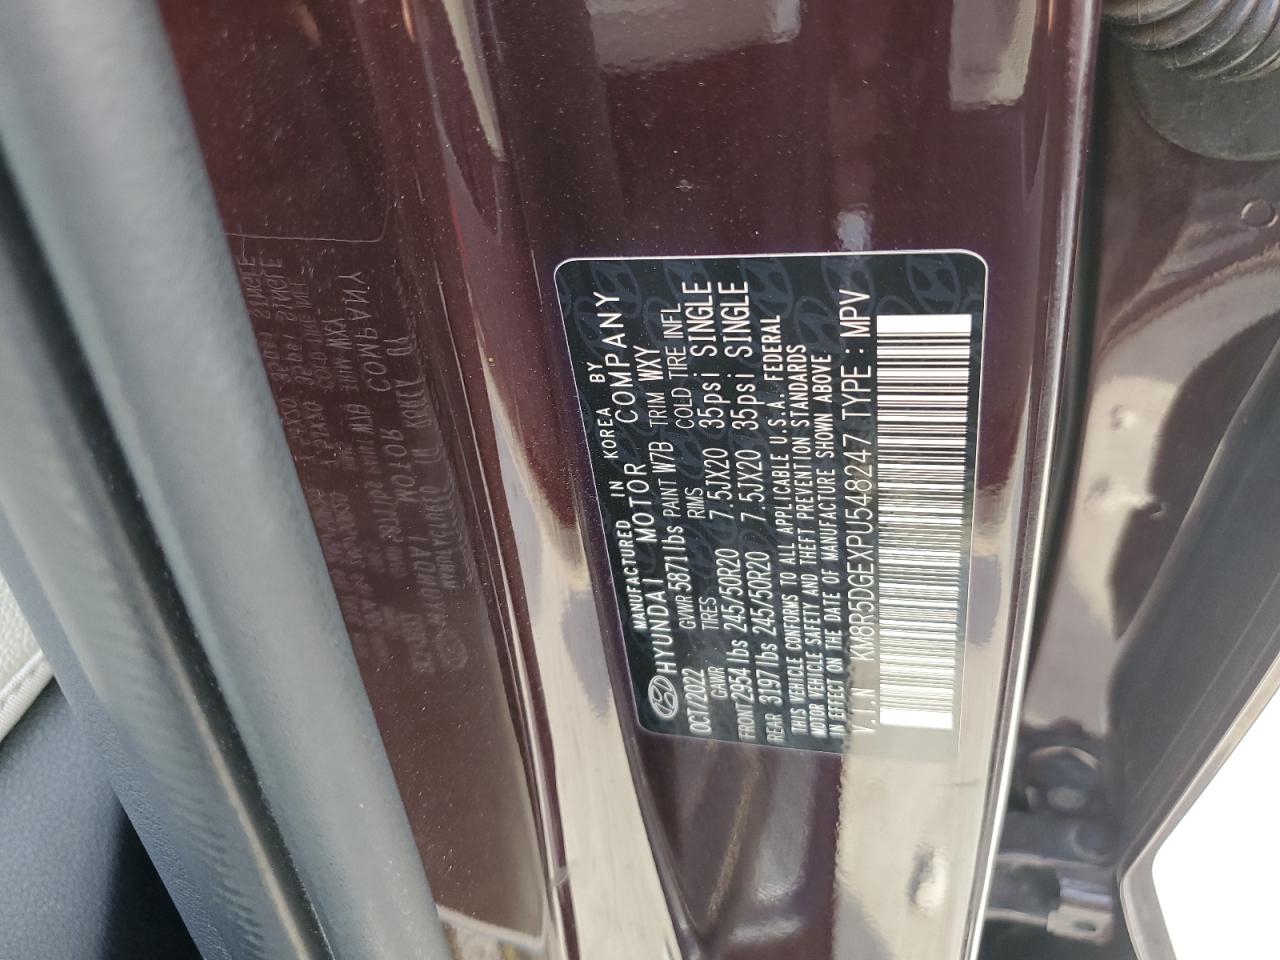 MANUFACTURED IN KOREA BY
HYUNDAI MOTOR COMPANY
OCT/2022 GVWR 5871lbs PAINT W7B TRIM WXY
GAWR TIRES RIMS COLD TIRE INFL
FRONT 2954lbs 245/50R20 7.5JX20 35psi SINGLE
REAR 3197lbs 245/50R20 7.5JX20 35psi SINGLE
THIS VEHICLE CONFORMS TO ALL APPLICABLE U.S.A. FEDERAL
MOTOR VEHICLE SAFETY AND THEFT PREVENTION STANDARDS
IN EFFECT ON THE DATE OF MANUFACTURE SHOWN ABOVE
V.I.N KM8R5DGEXPU548247 TYPE : MPV